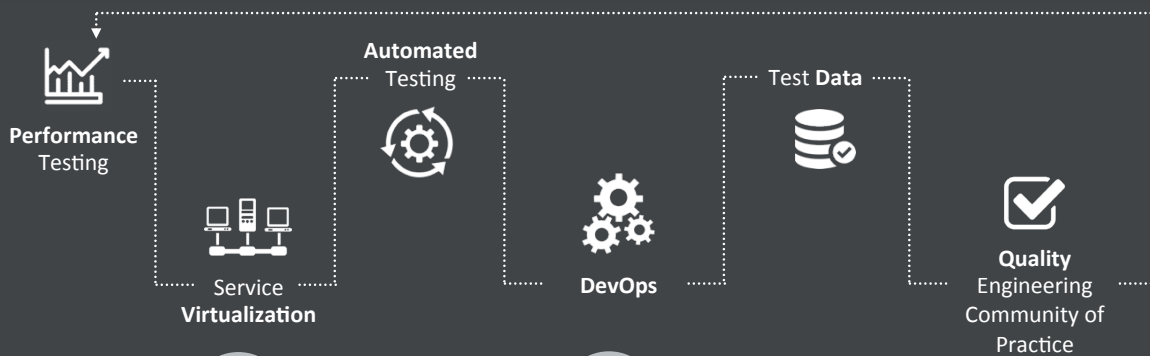 Performance
Testing
Service
Virtualization
Automated
Testing
DevOps
Test Data
Quality
Engineering
Community of
Practice